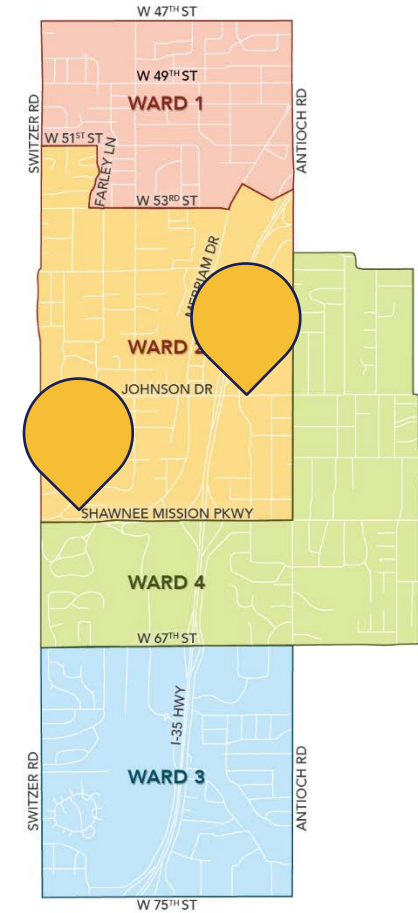 W 47TH ST
W 49TH ST
WARD 1
SWITZER RD
ANTIOCH RD
W 51ST ST
FARLEY LN
W 53RD ST
MERRIAM DR
WARD 2
JOHNSON DR
SHAWNEE MISSION PKWY
WARD 4
W 67TH ST
I-35 HWY
WARD 3
SWITZER RD
ANTIOCH RD
W 75TH ST